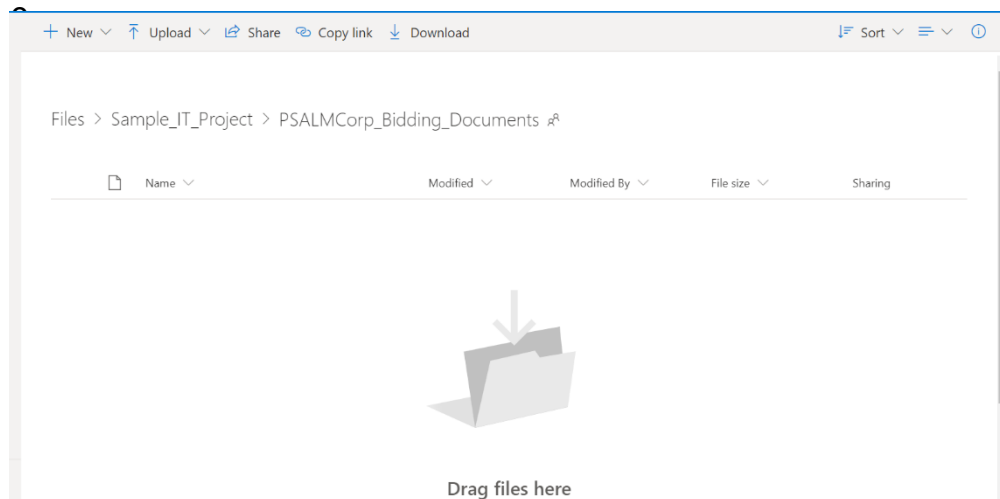 New Upload Share Copy link Download Sort
Files > Sample_IT_Project > PSALMCorp_Bidding_Documents
Name Modified Modified By File size Sharing
Drag files here